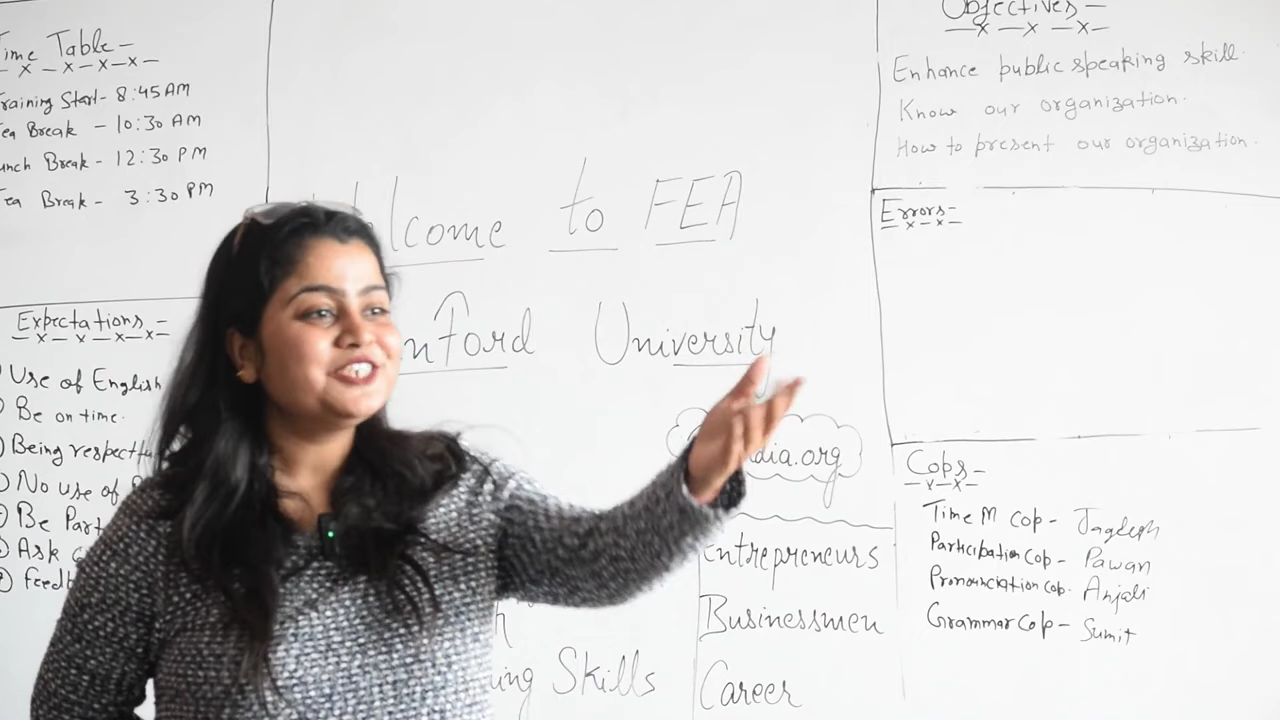 Time Table -
Training Start - 8:45 AM
Tea Break - 10:30 AM
Lunch Break - 12:30 PM
Tea Break - 3:30 PM
Expectations -
Use of English
Be on time.
Being respectful
No use of
Be
Ask
lcome to FEA
nford University
dia.org
Entrepreneurs
Businessmen
Career
ing Skills
Objectives -
Enhance public speaking skill.
Know our organization.
How to present our organization.
Errors -
Cops -
Time M Cop - Jagdesh
Participation Cop - Pawan
Pronounciation Cop. Anjali
Grammar Cop - Sumit